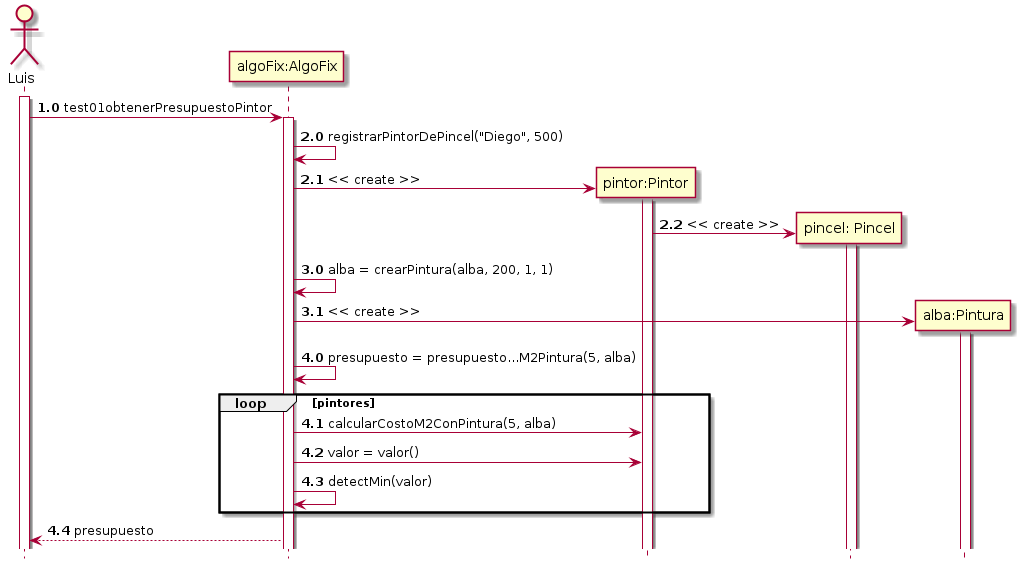 Luis
algoFix:AlgoFix
1.0 test01obtenerPresupuestoPintor
2.0 registrarPintorDePincel("Diego", 500)
2.1 << create >>
pintor:Pintor
2.2 << create >>
pincel: Pincel
3.0 alba = crearPintura(alba, 200, 1, 1)
3.1 << create >>
alba:Pintura
4.0 presupuesto = presupuesto...M2Pintura(5, alba)
loop [pintores]
4.1 calcularCostoM2ConPintura(5, alba)
4.2 valor = valor()
4.3 detectMin(valor)
4.4 presupuesto